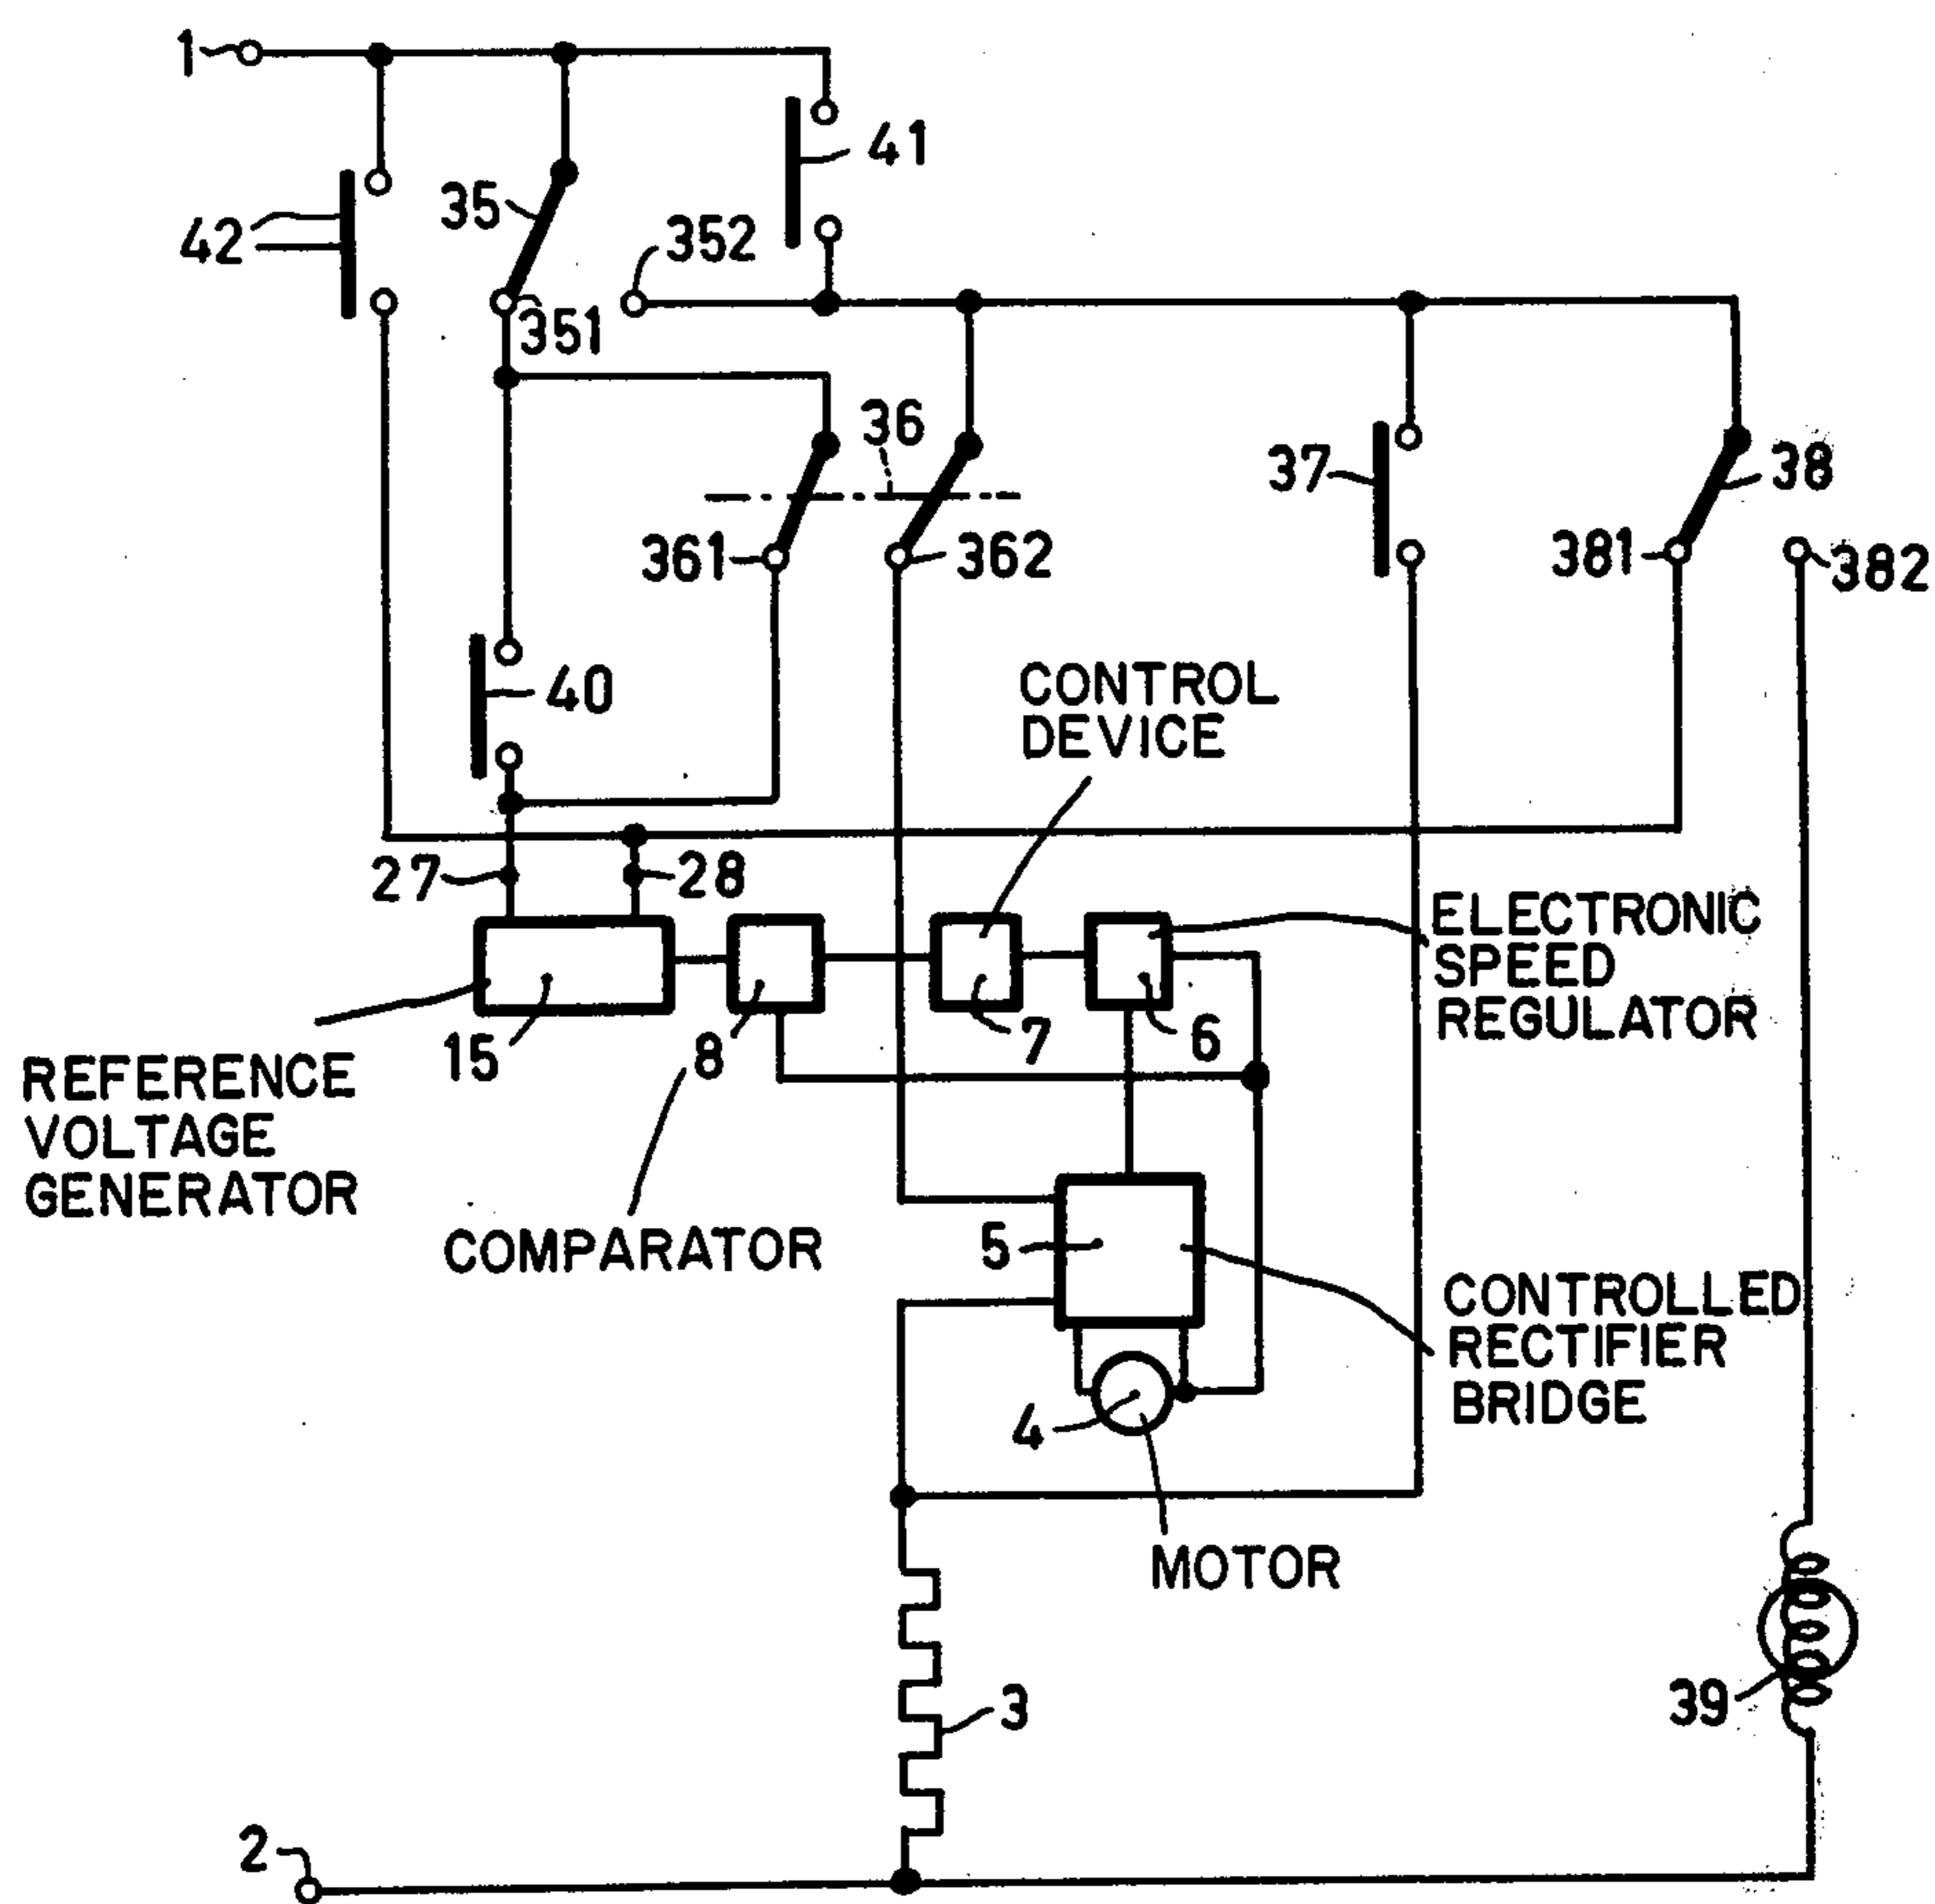 1
41
35
42
352
351
36
37
38
361
362
381
382
40
CONTROL
DEVICE
27
28
ELECTRONIC
SPEED
REGULATOR
15
8
7
6
REFERENCE
VOLTAGE
GENERATOR
COMPARATOR
5
CONTROLLED
RECTIFIER
BRIDGE
4
MOTOR
39
3
2